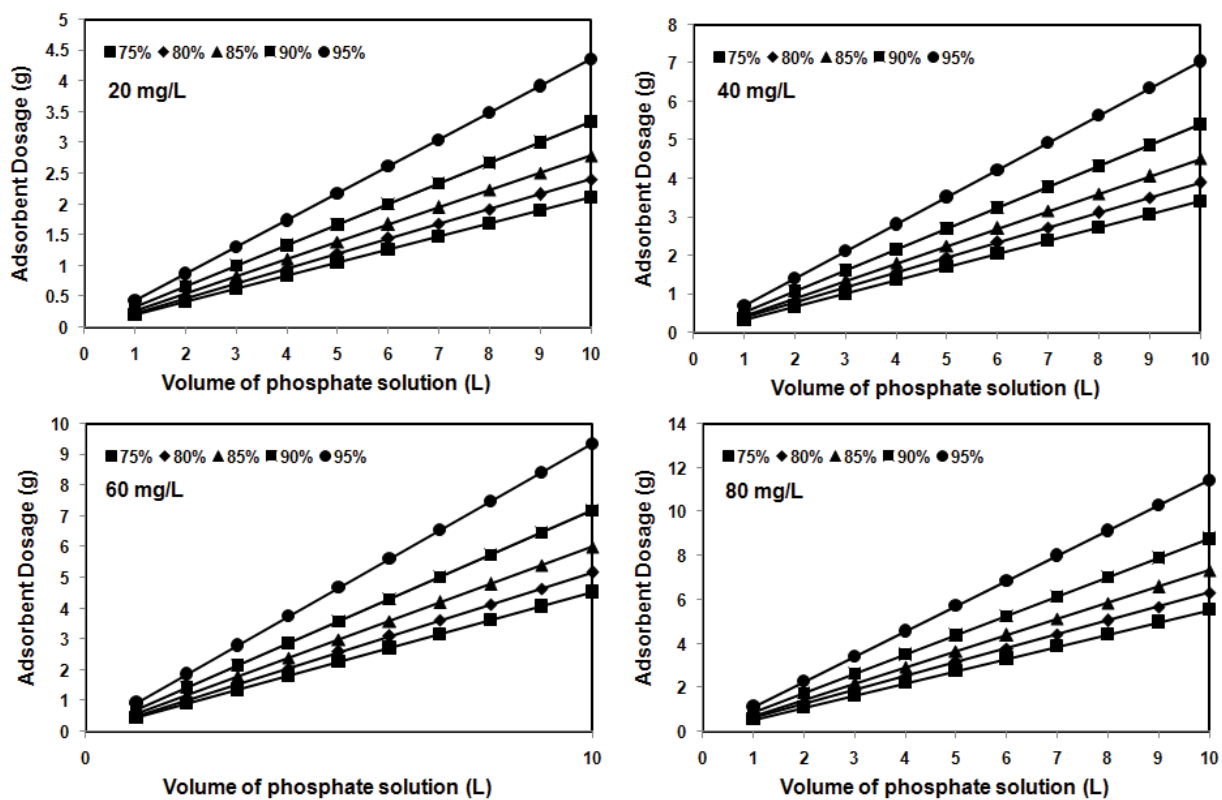 5
4.5
4
3.5
3
2.5
2
1.5
1
0.5
0
Adsorbent Dosage (g)
75% 80% 85% 90% 95%
20 mg/L
0 1 2 3 4 5 6 7 8 9 10
Volume of phosphate solution (L)
8
7
6
5
4
3
2
1
0
Adsorbent Dosage (g)
75% 80% 85% 90% 95%
40 mg/L
0 1 2 3 4 5 6 7 8 9 10
Volume of phosphate solution (L)
10
9
8
7
6
5
4
3
2
1
0
Adsorbent Dosage (g)
75% 80% 85% 90% 95%
60 mg/L
0 10
Volume of phosphate solution (L)
14
12
10
8
6
4
2
0
Adsorbent Dosage (g)
75% 80% 85% 90% 95%
80 mg/L
0 1 2 3 4 5 6 7 8 9 10
Volume of phosphate solution (L)